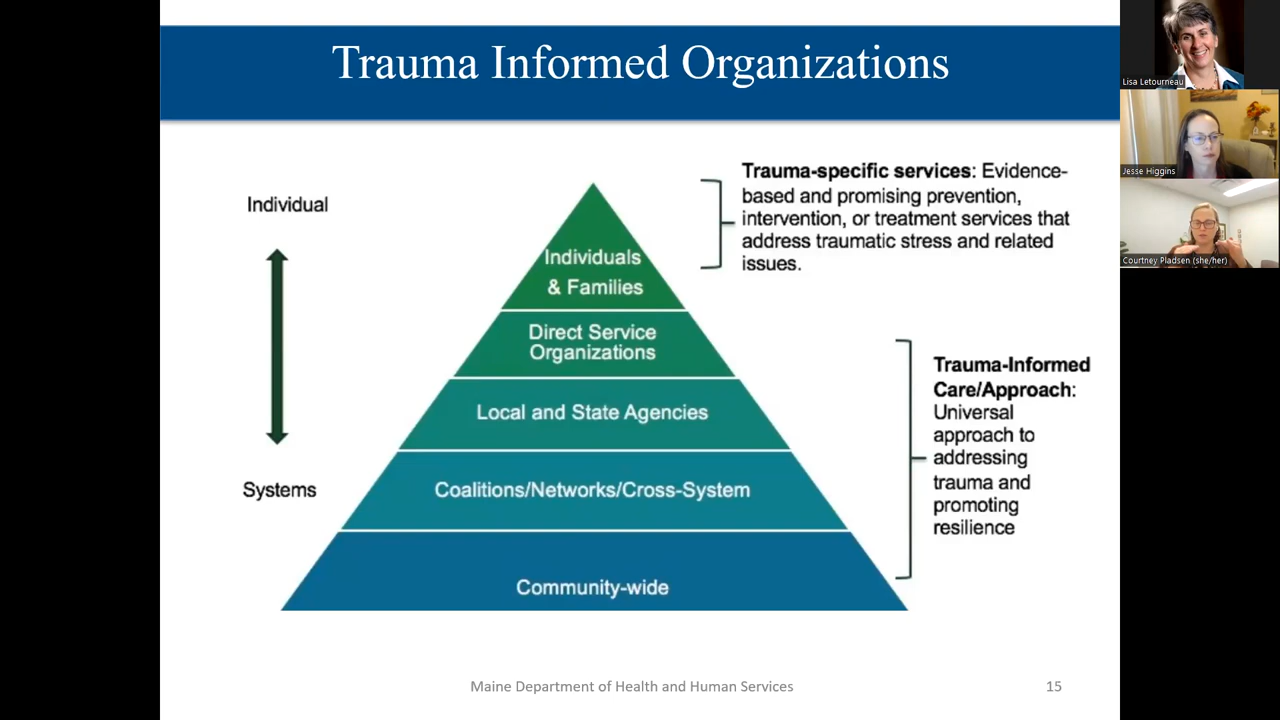 Trauma Informed Organizations
Individual
Systems
Individuals
& Families
Direct Service
Organizations
Local and State Agencies
Coalitions/Networks/Cross-System
Community-wide
Trauma-specific services: Evidence-
based and promising prevention,
intervention, or treatment services that
address traumatic stress and related
issues.
Trauma-Informed
Care/Approach:
Universal
approach to
addressing
trauma and
promoting
resilience
Maine Department of Health and Human Services
15
Lisa Letourneau
Jesse Higgins
Courtney Pladsen (she/her)